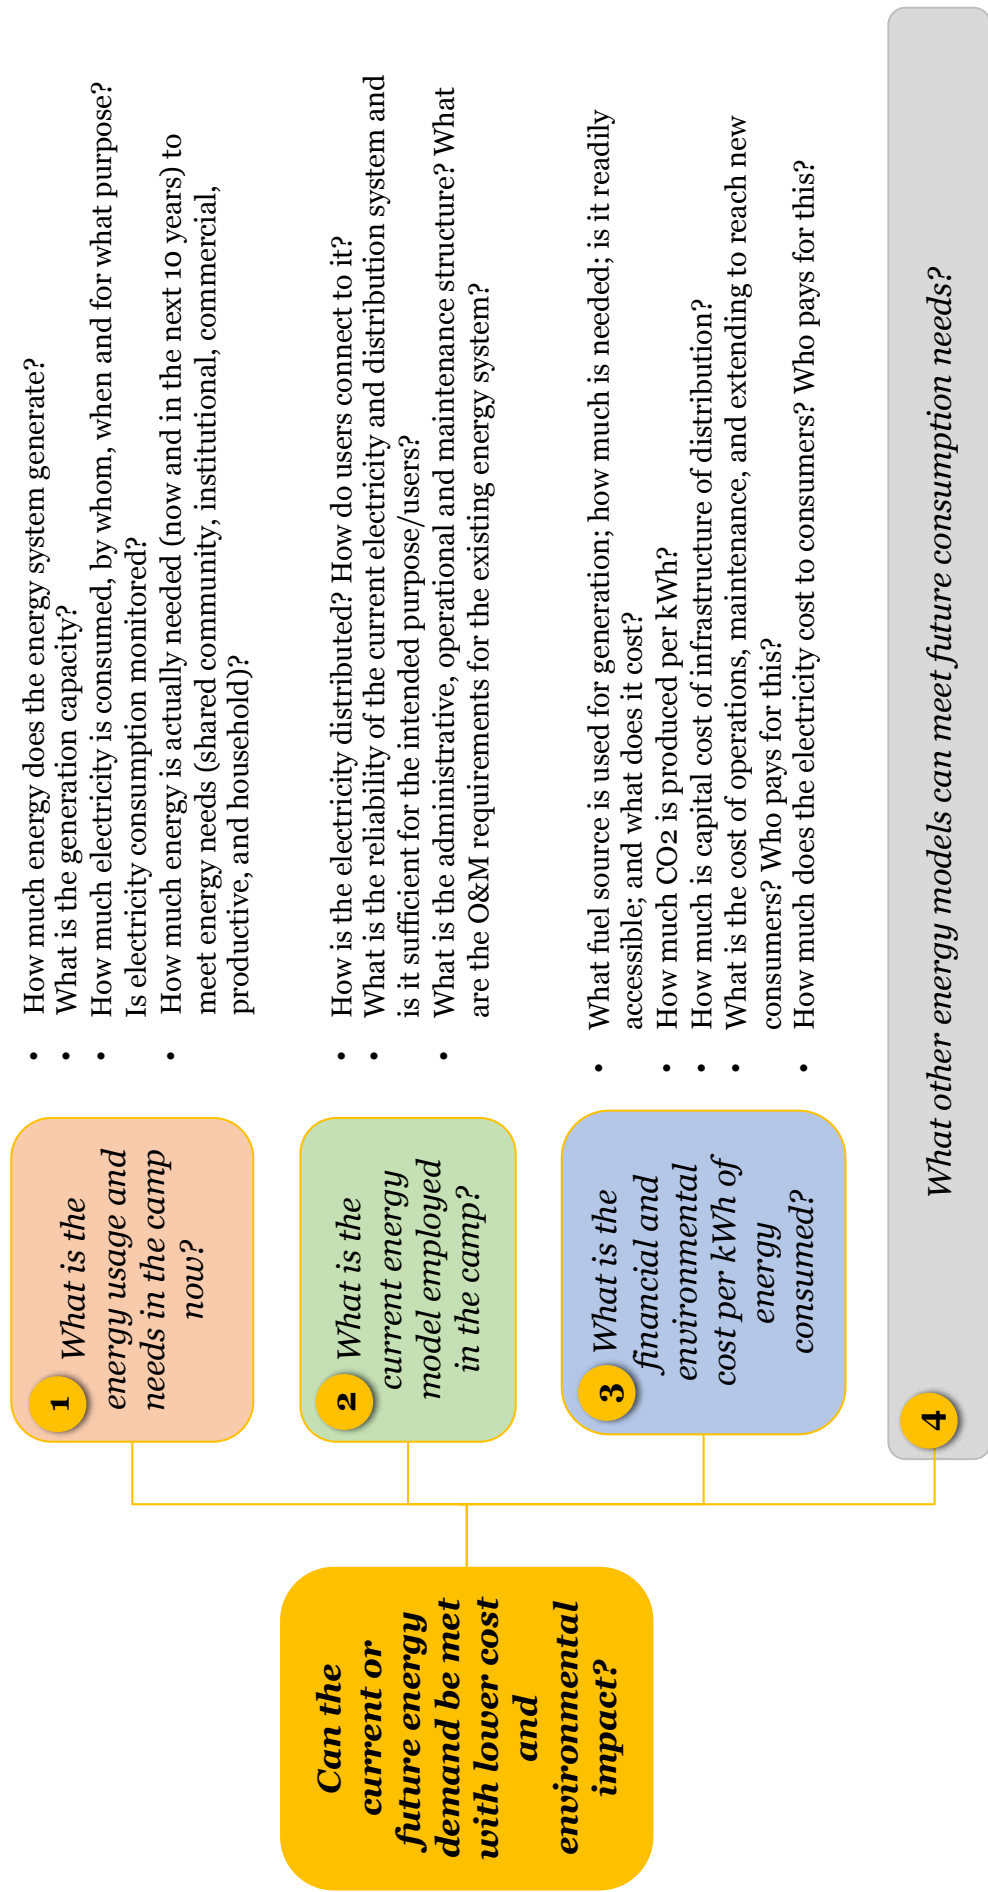 Can the
current or
future energy
demand be met
with lower cost
and
environmental
impact?
1
What is the
energy usage and
needs in the camp
now?
• How much energy does the energy system generate?
• What is the generation capacity?
• How much electricity is consumed, by whom, when and for what purpose?
Is electricity consumption monitored?
• How much energy is actually needed (now and in the next 10 years) to
meet energy needs (shared community, institutional, commercial,
productive, and household)?
2
What is the
current energy
model employed
in the camp?
• How is the electricity distributed? How do users connect to it?
• What is the reliability of the current electricity and distribution system and
is it sufficient for the intended purpose/users?
• What is the administrative, operational and maintenance structure? What
are the O&M requirements for the existing energy system?
3
What is the
financial and
environmental
cost per kWh of
energy
consumed?
• What fuel source is used for generation; how much is needed; is it readily
accessible; and what does it cost?
• How much CO2 is produced per kWh?
• How much is capital cost of infrastructure of distribution?
• What is the cost of operations, maintenance, and extending to reach new
consumers? Who pays for this?
• How much does the electricity cost to consumers? Who pays for this?
4
What other energy models can meet future consumption needs?